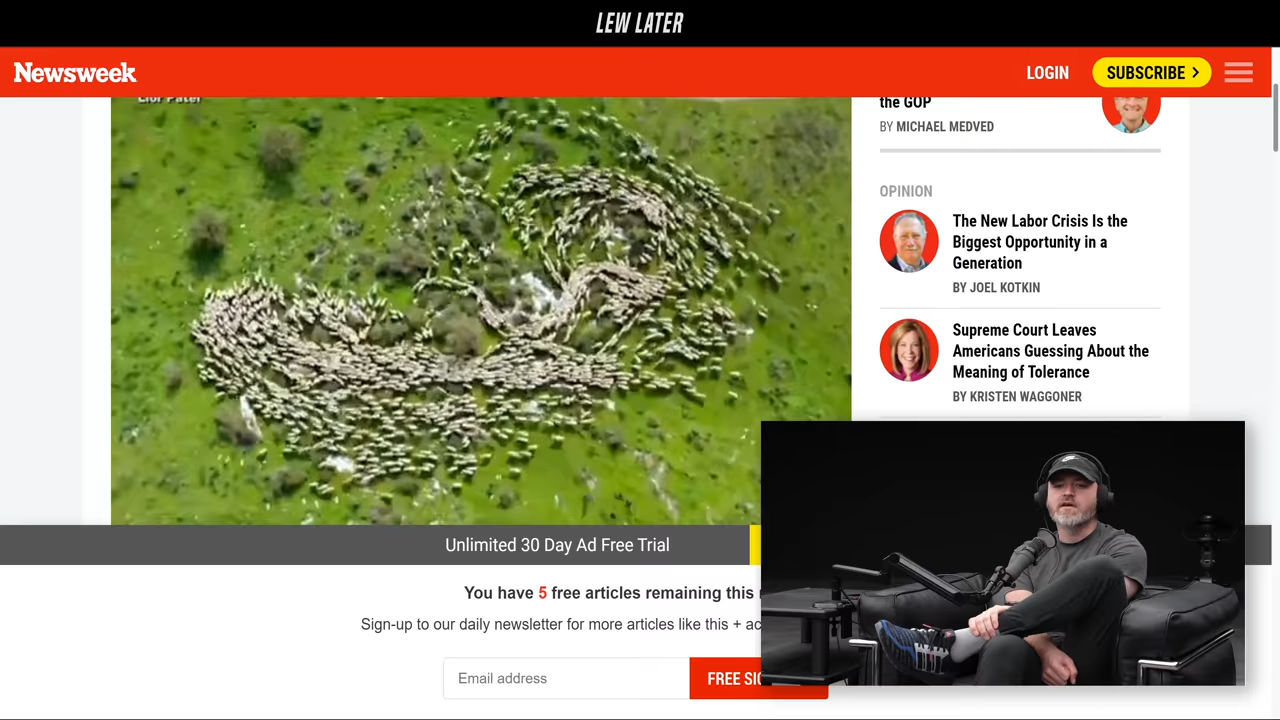 LEW LATER
Newsweek
LOGIN
SUBSCRIBE >
Lior Patel
the GOP
BY MICHAEL MEDVED
OPINION
The New Labor Crisis Is the
Biggest Opportunity in a
Generation
BY JOEL KOTKIN
Supreme Court Leaves
Americans Guessing About the
Meaning of Tolerance
BY KRISTEN WAGGONER
Unlimited 30 Day Ad Free Trial
You have 5 free articles remaining this
Sign-up to our daily newsletter for more articles like this +
Email address
FREE